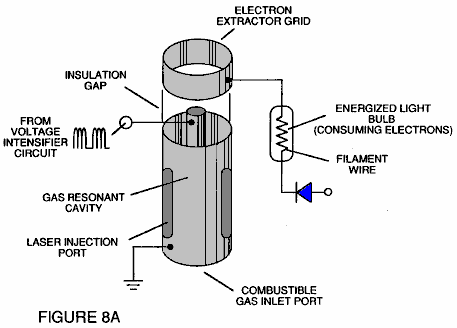 ELECTRON
EXTRACTOR GRID
INSULATION
GAP
FROM
VOLTAGE
INTENSIFIER
CIRCUIT
ENERGIZED LIGHT
BULB
(CONSUMING ELECTRONS)
FILAMENT
WIRE
GAS RESONANT
CAVITY
LASER INJECTION
PORT
COMBUSTIBLE
GAS INLET PORT
FIGURE 8A